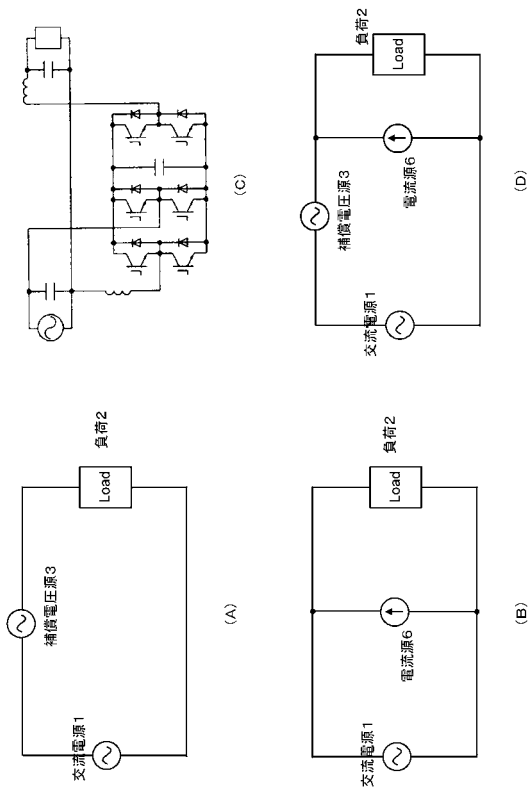 補償電圧源3
交流電源1
Load
負荷2
(A)
交流電源1
電流源6
Load
負荷2
(B)
(C)
補償電圧源3
交流電源1
電流源6
Load
負荷2
(D)